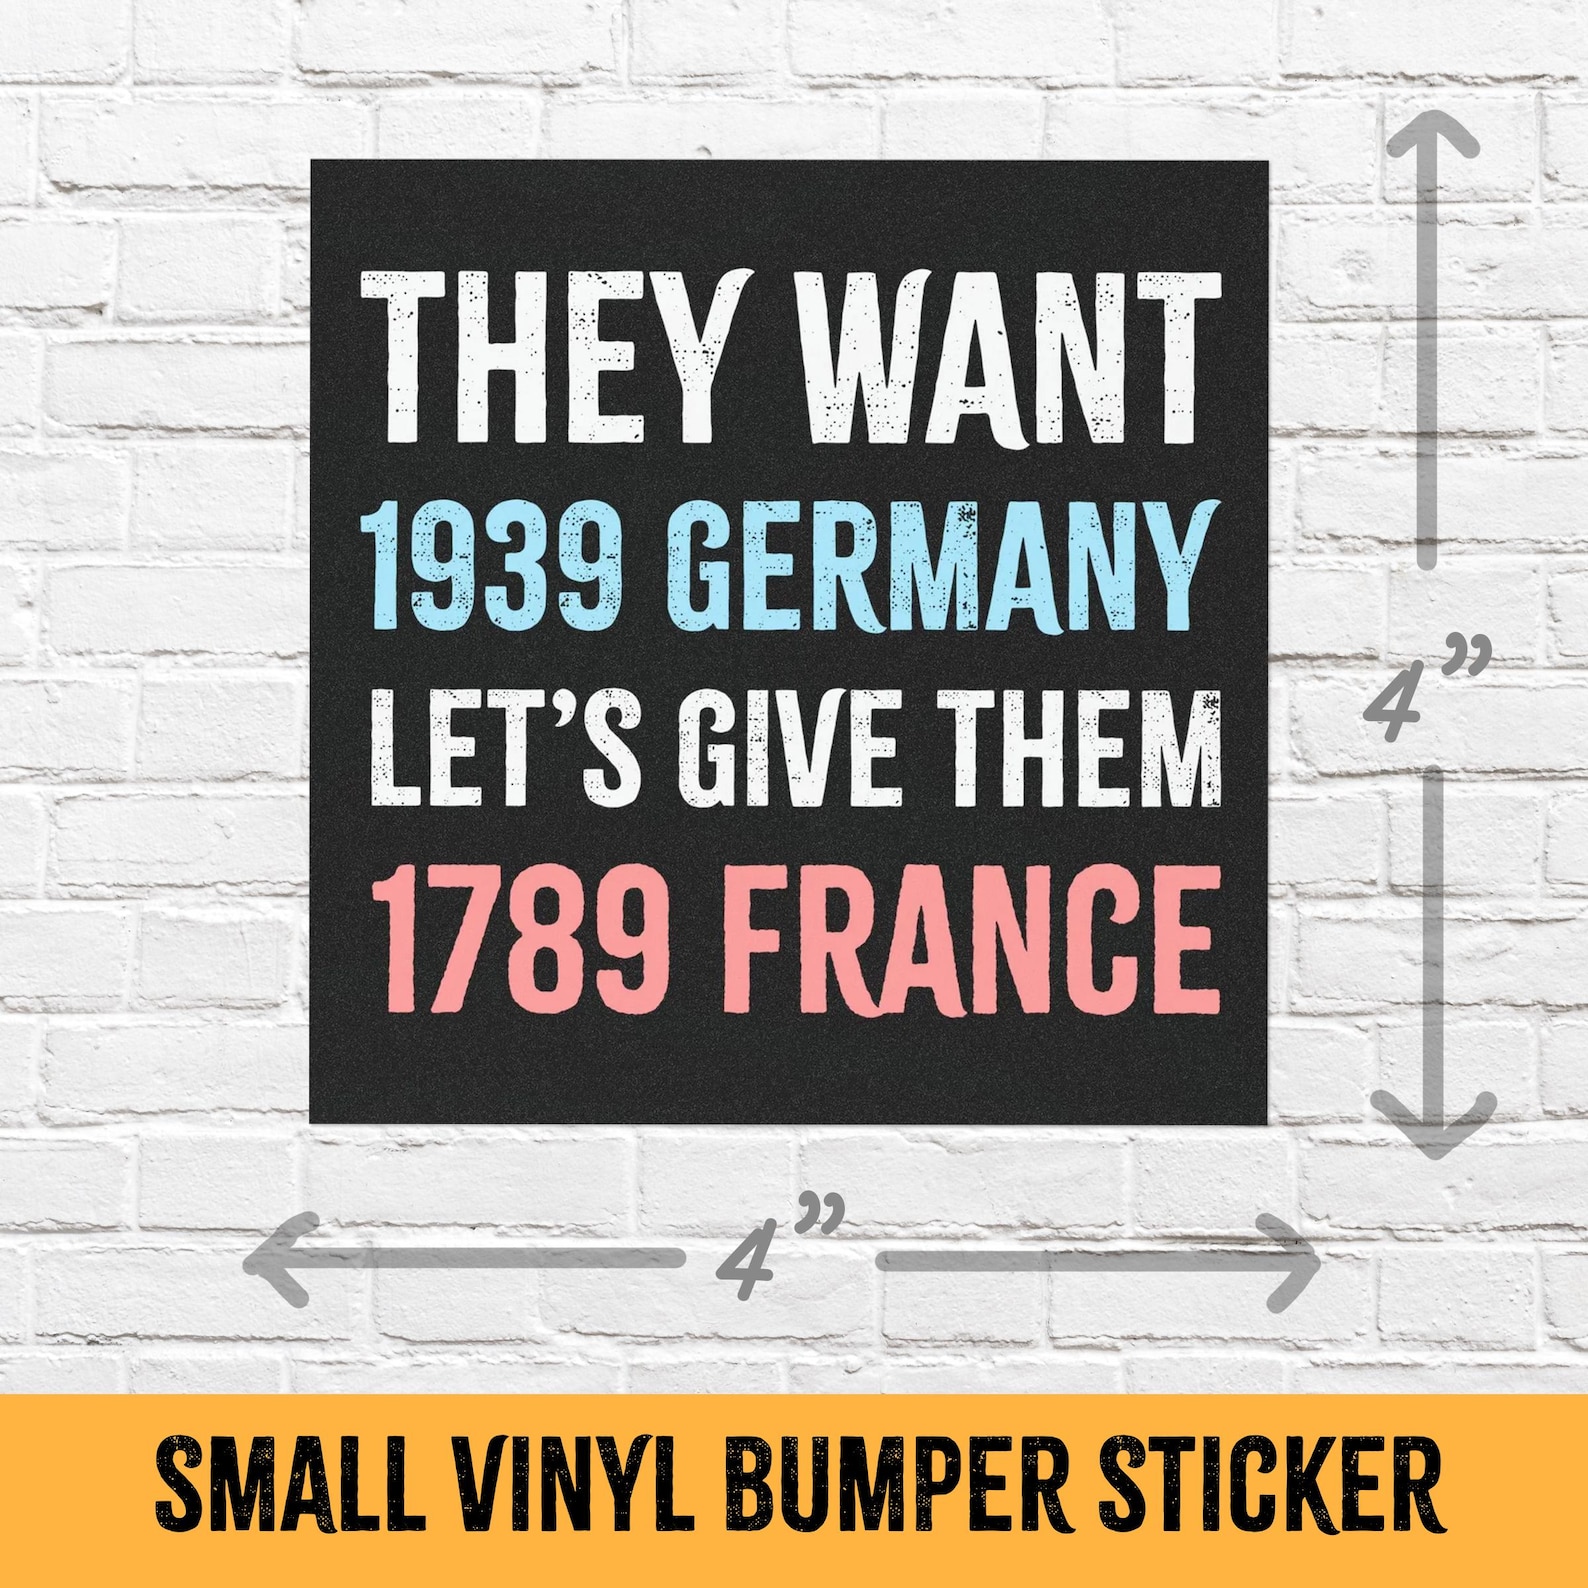 THEY WANT
1939 GERMANY
LET'S GIVE THEM
1789 FRANCE
4”
4”
SMALL VINYL BUMPER STICKER